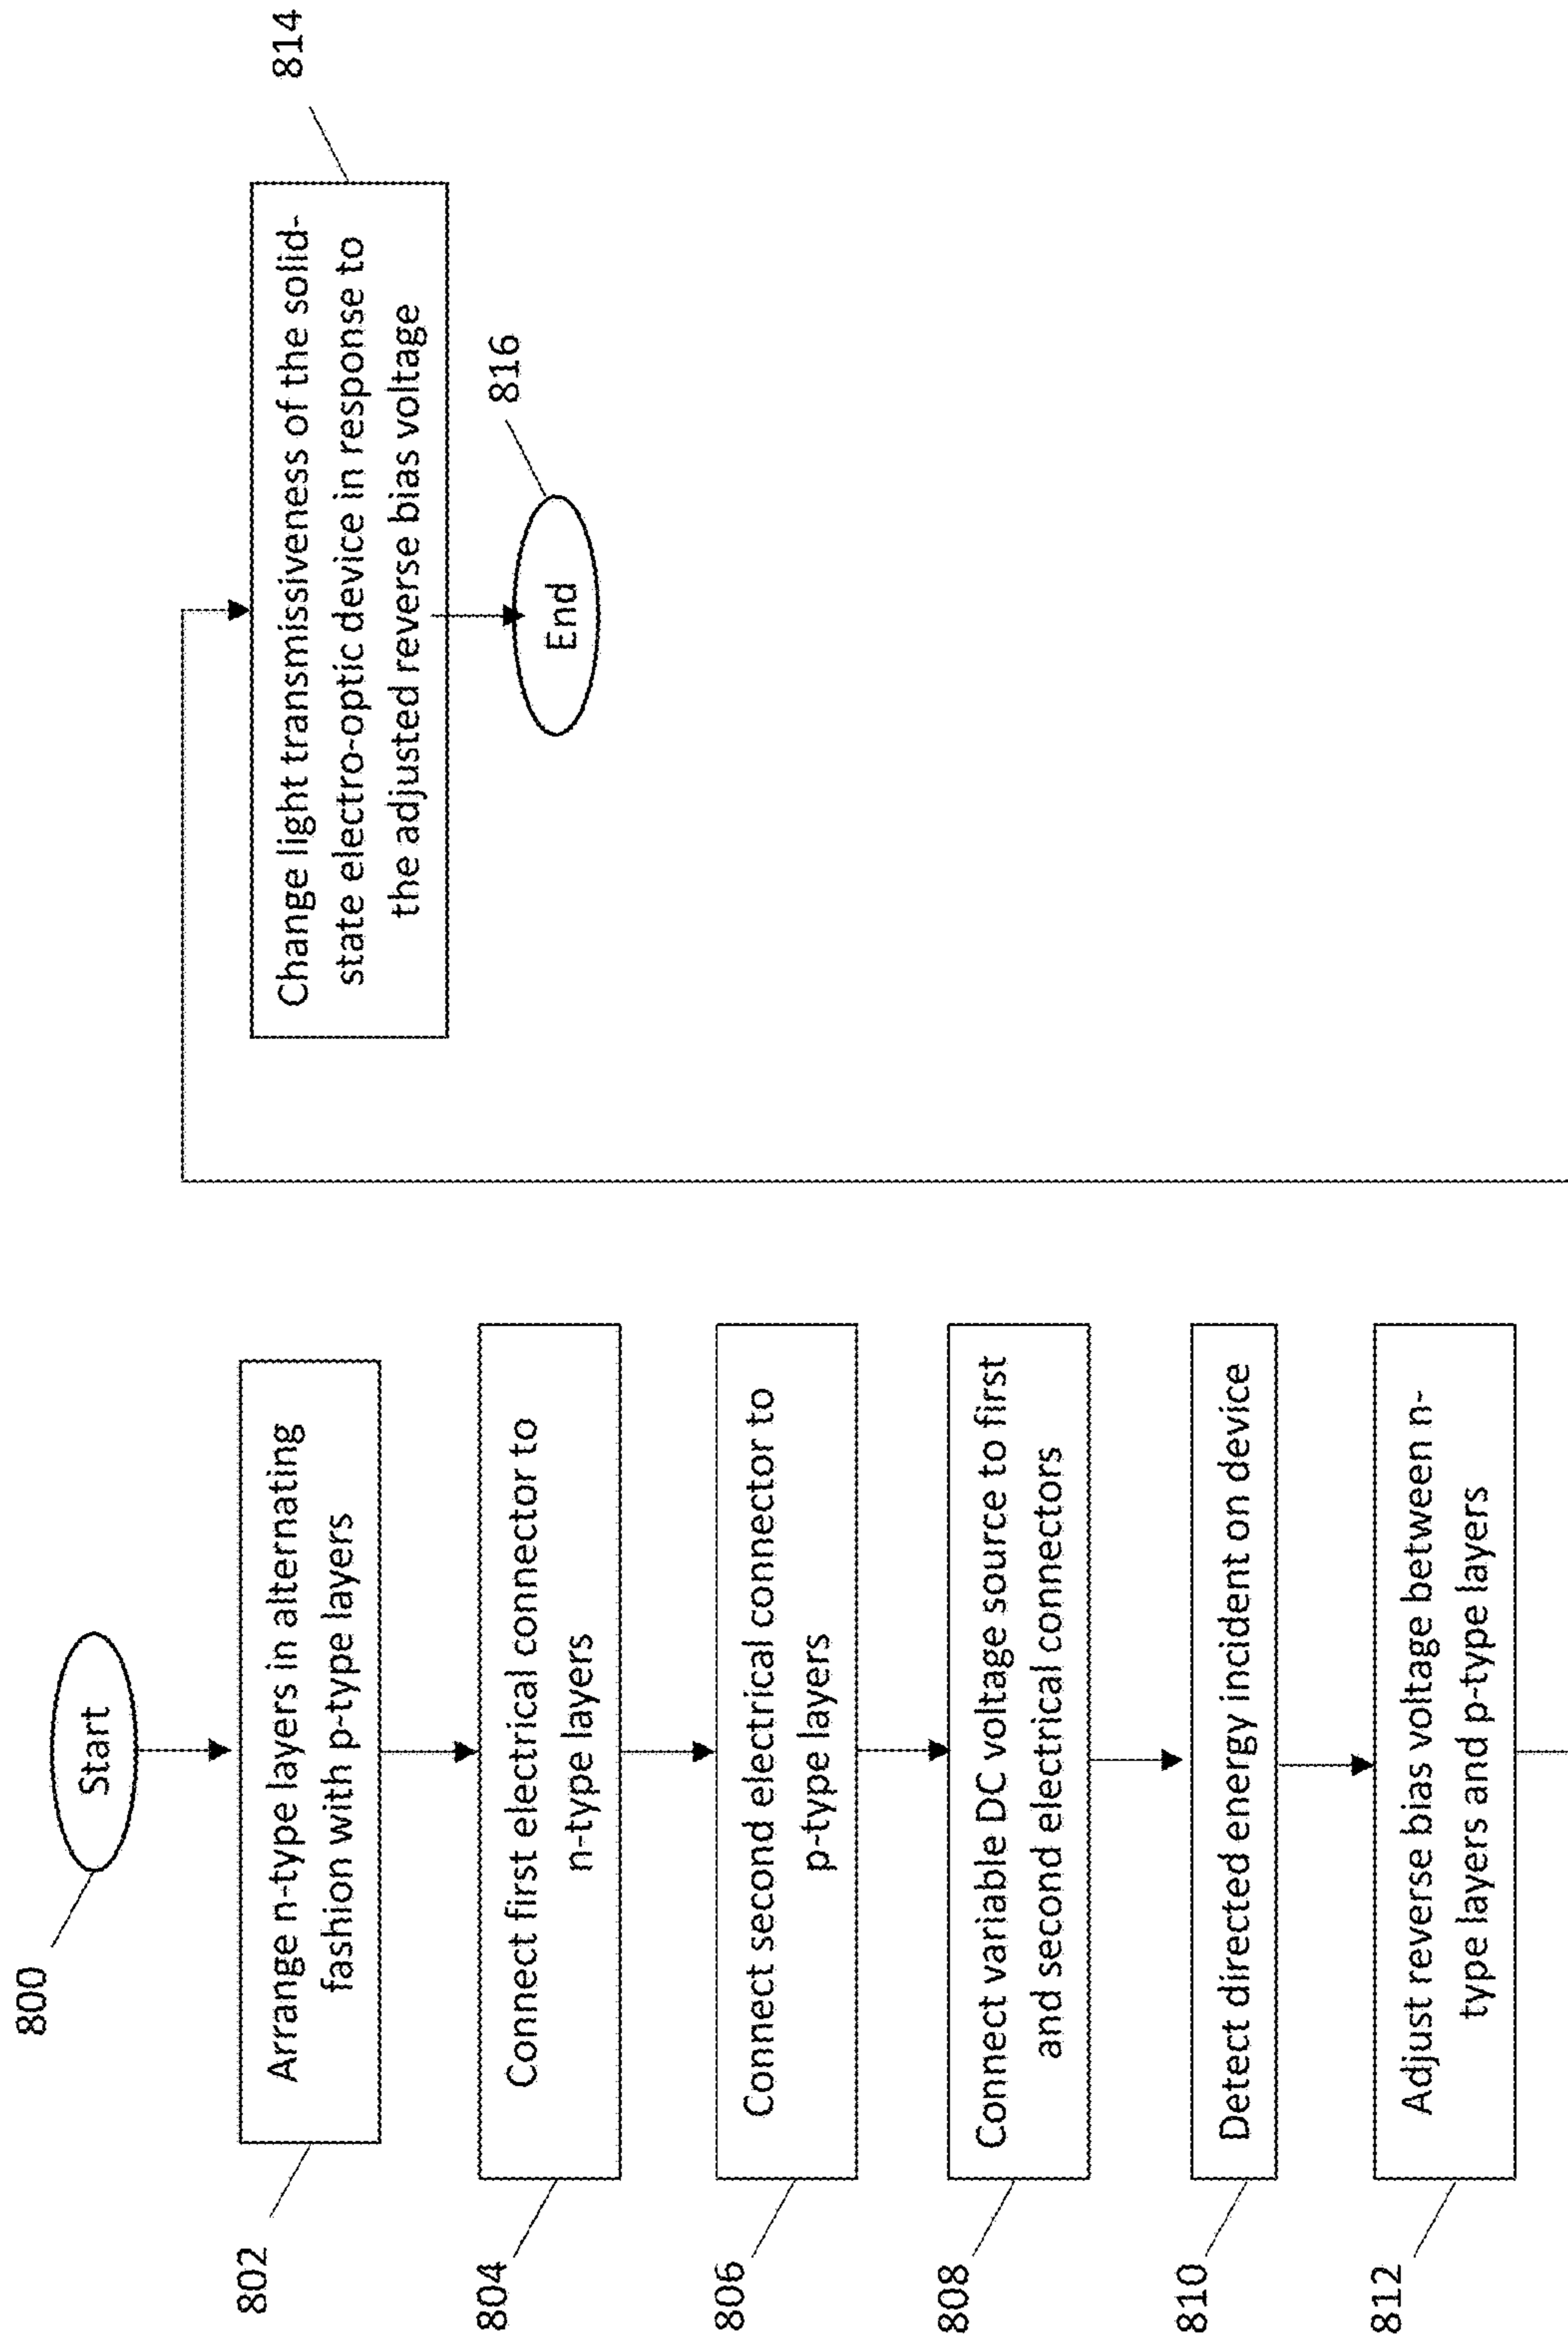 800
Start
802
Arrange n-type layers in alternating
fashion with p-type layers
804
Connect first electrical connector to
n-type layers
806
Connect second electrical connector to
p-type layers
808
Connect variable DC voltage source to first
and second electrical connectors
810
Detect directed energy incident on device
812
Adjust reverse bias voltage between n-
type layers and p-type layers
814
Change light transmissiveness of the solid-
state electro-optic device in response to
the adjusted reverse bias voltage
816
End